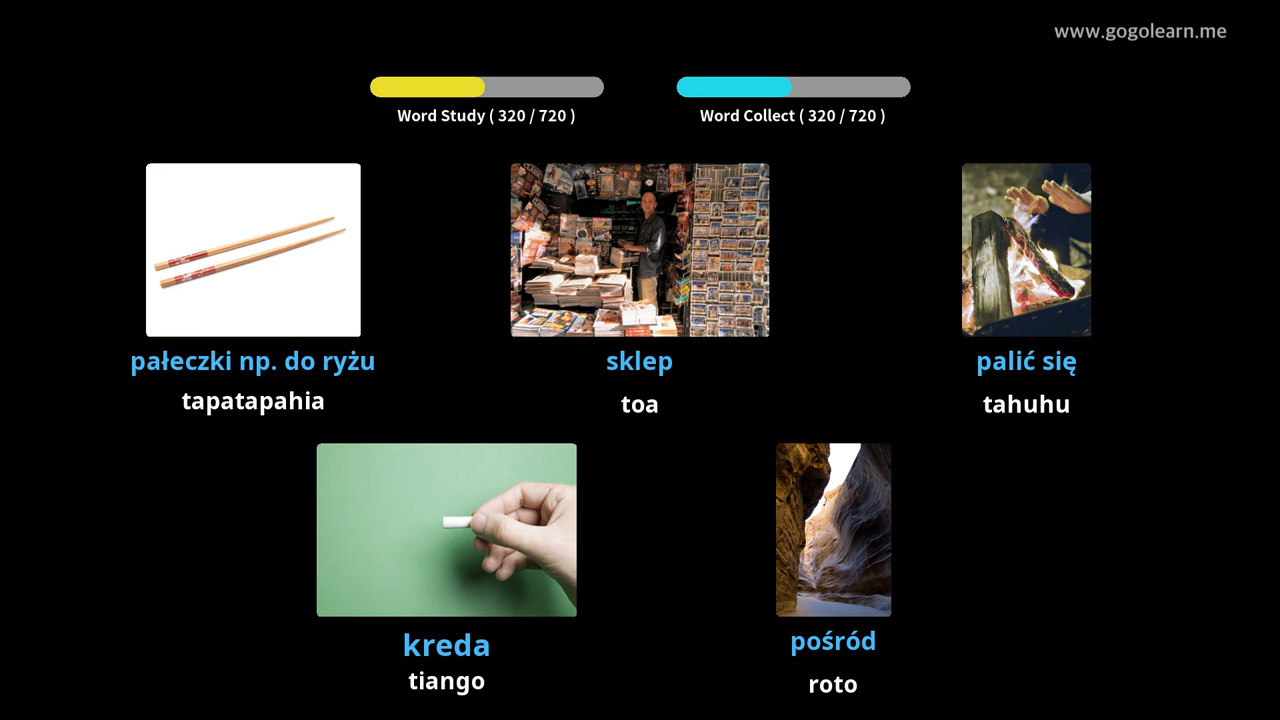 www.gogolearn.me
Word Study ( 320 / 720 )
Word Collect ( 320 / 720 )
pałeczki np. do ryżu
tapatapahia
sklep
toa
palić się
tahuhu
kreda
tiango
pośród
roto